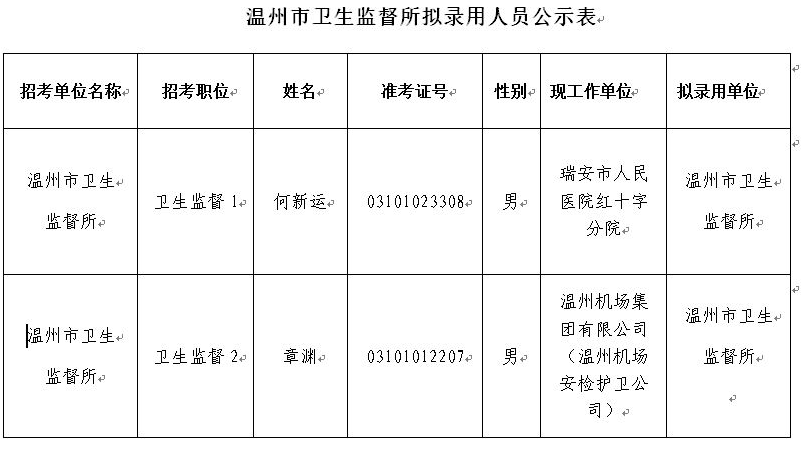 温州市卫生监督所拟录用人员公示表
招考单位名称 招考职位 姓名 准考证号 性别 现工作单位 拟录用单位
温州市卫生
监督所
卫生监督 1
何新运
03101023308
男
瑞安市人民
医院红十字
分院
温州市卫生
监督所
温州市卫生
监督所
卫生监督 2
章渊
03101012207
男
温州机场集
团有限公司
（温州机场
安检护卫公
司）
温州市卫生
监督所